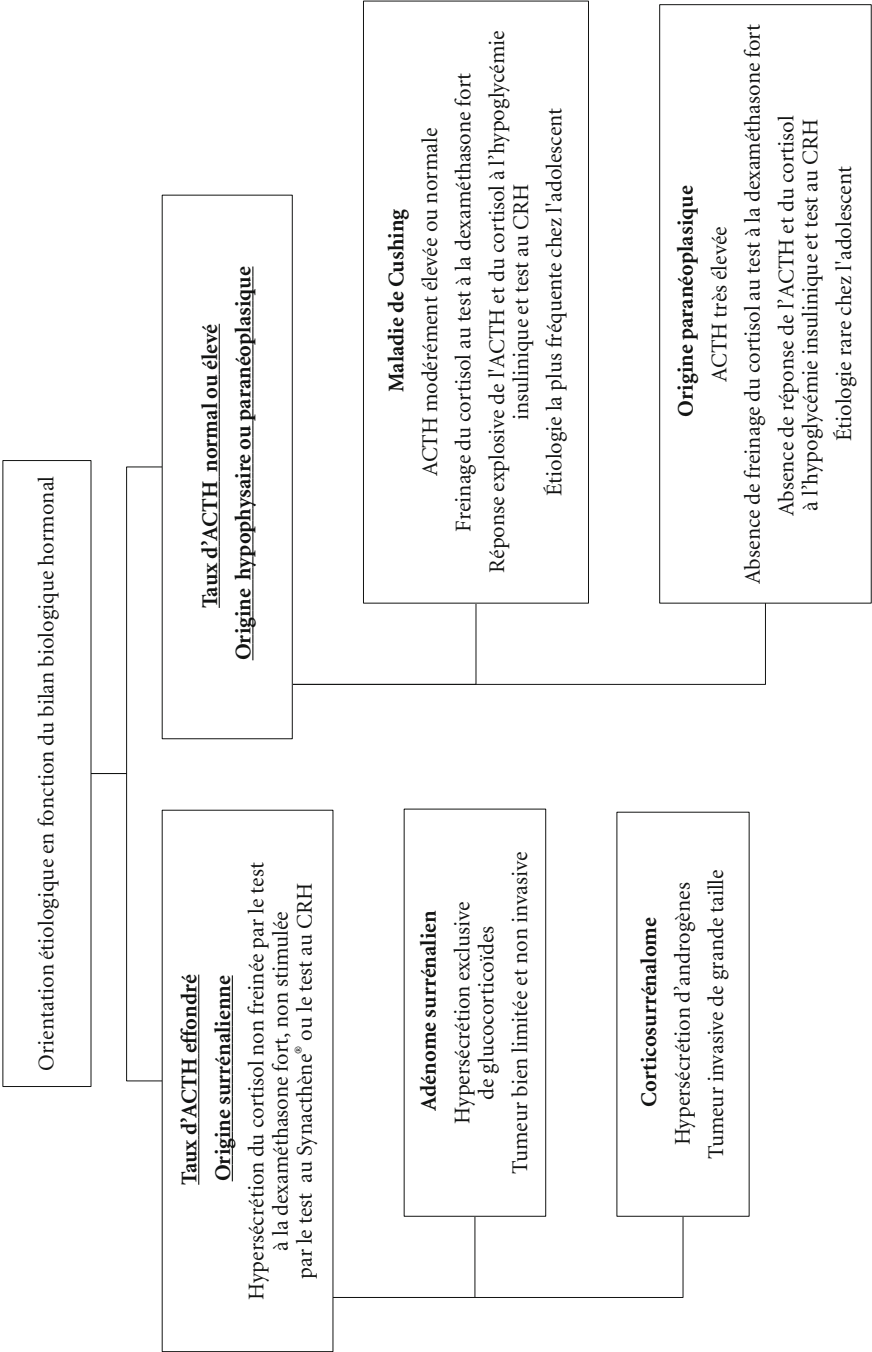 Orientation étiologique en fonction du bilan biologique hormonal
Taux d’ACTH effondré
Origine surrénalienne
Hypersécrétion du cortisol non freinée par le test
à la dexaméthasone fort, non stimulée
par le test au Synacthène® ou le test au CRH
Adénome surrénalien
Hypersécrétion exclusive
de glucocorticoïdes
Tumeur bien limitée et non invasive
Corticosurrénalome
Hypersécrétion d’androgènes
Tumeur invasive de grande taille
Taux d’ACTH normal ou élevé
Origine hypophysaire ou paranéoplasique
Maladie de Cushing
ACTH modérément élevée ou normale
Freinage du cortisol au test à la dexaméthasone fort
Réponse explosive de l'ACTH et du cortisol à l’hypoglycémie
insulinique et test au CRH
Étiologie la plus fréquente chez l'adolescent
Origine paranéoplasique
ACTH très élevée
Absence de freinage du cortisol au test à la dexaméthasone fort
Absence de réponse de l’ACTH et du cortisol
à l’hypoglycémie insulinique et test au CRH
Étiologie rare chez l'adolescent